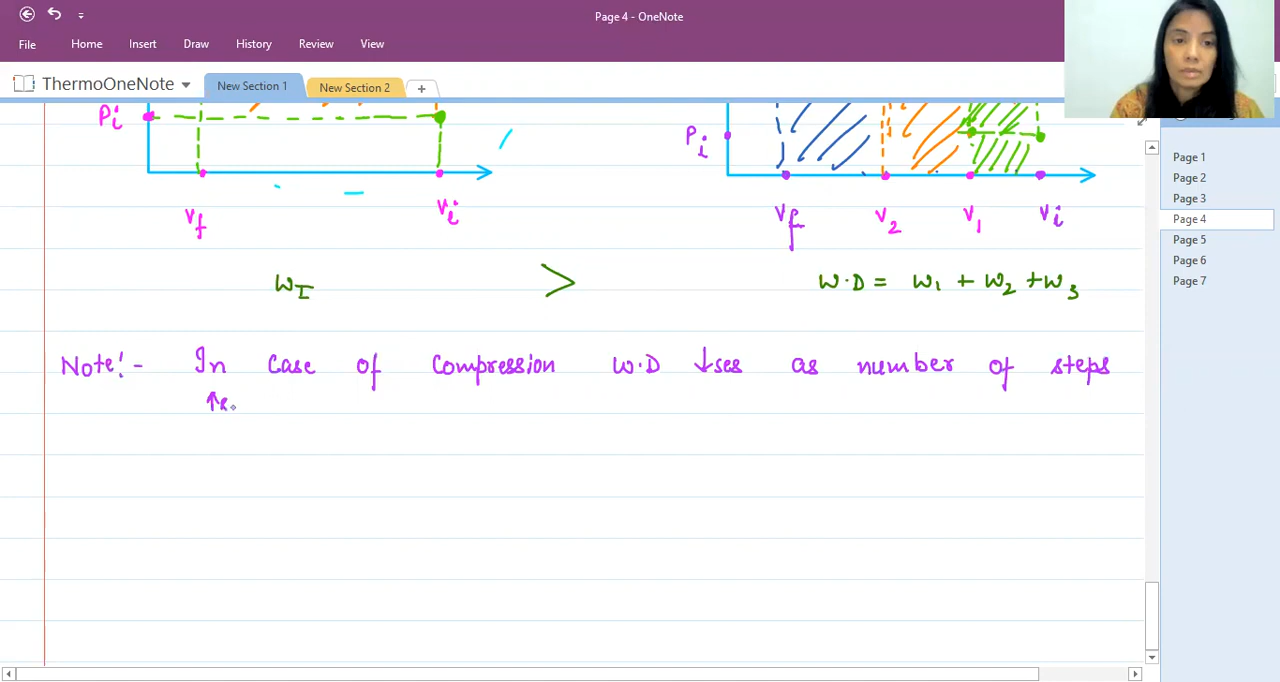 Page 4 - OneNote
File Home Insert Draw History Review View
ThermoOneNote New Section 1 New Section 2 +
Pi
Vf Vi
Pi
Vf V2 V1 Vi
WI > W.D = W1 + W2 + W3
Note! - In Case of Compression W.D ↓ses as number of steps
Page 1
Page 2
Page 3
Page 4
Page 5
Page 6
Page 7